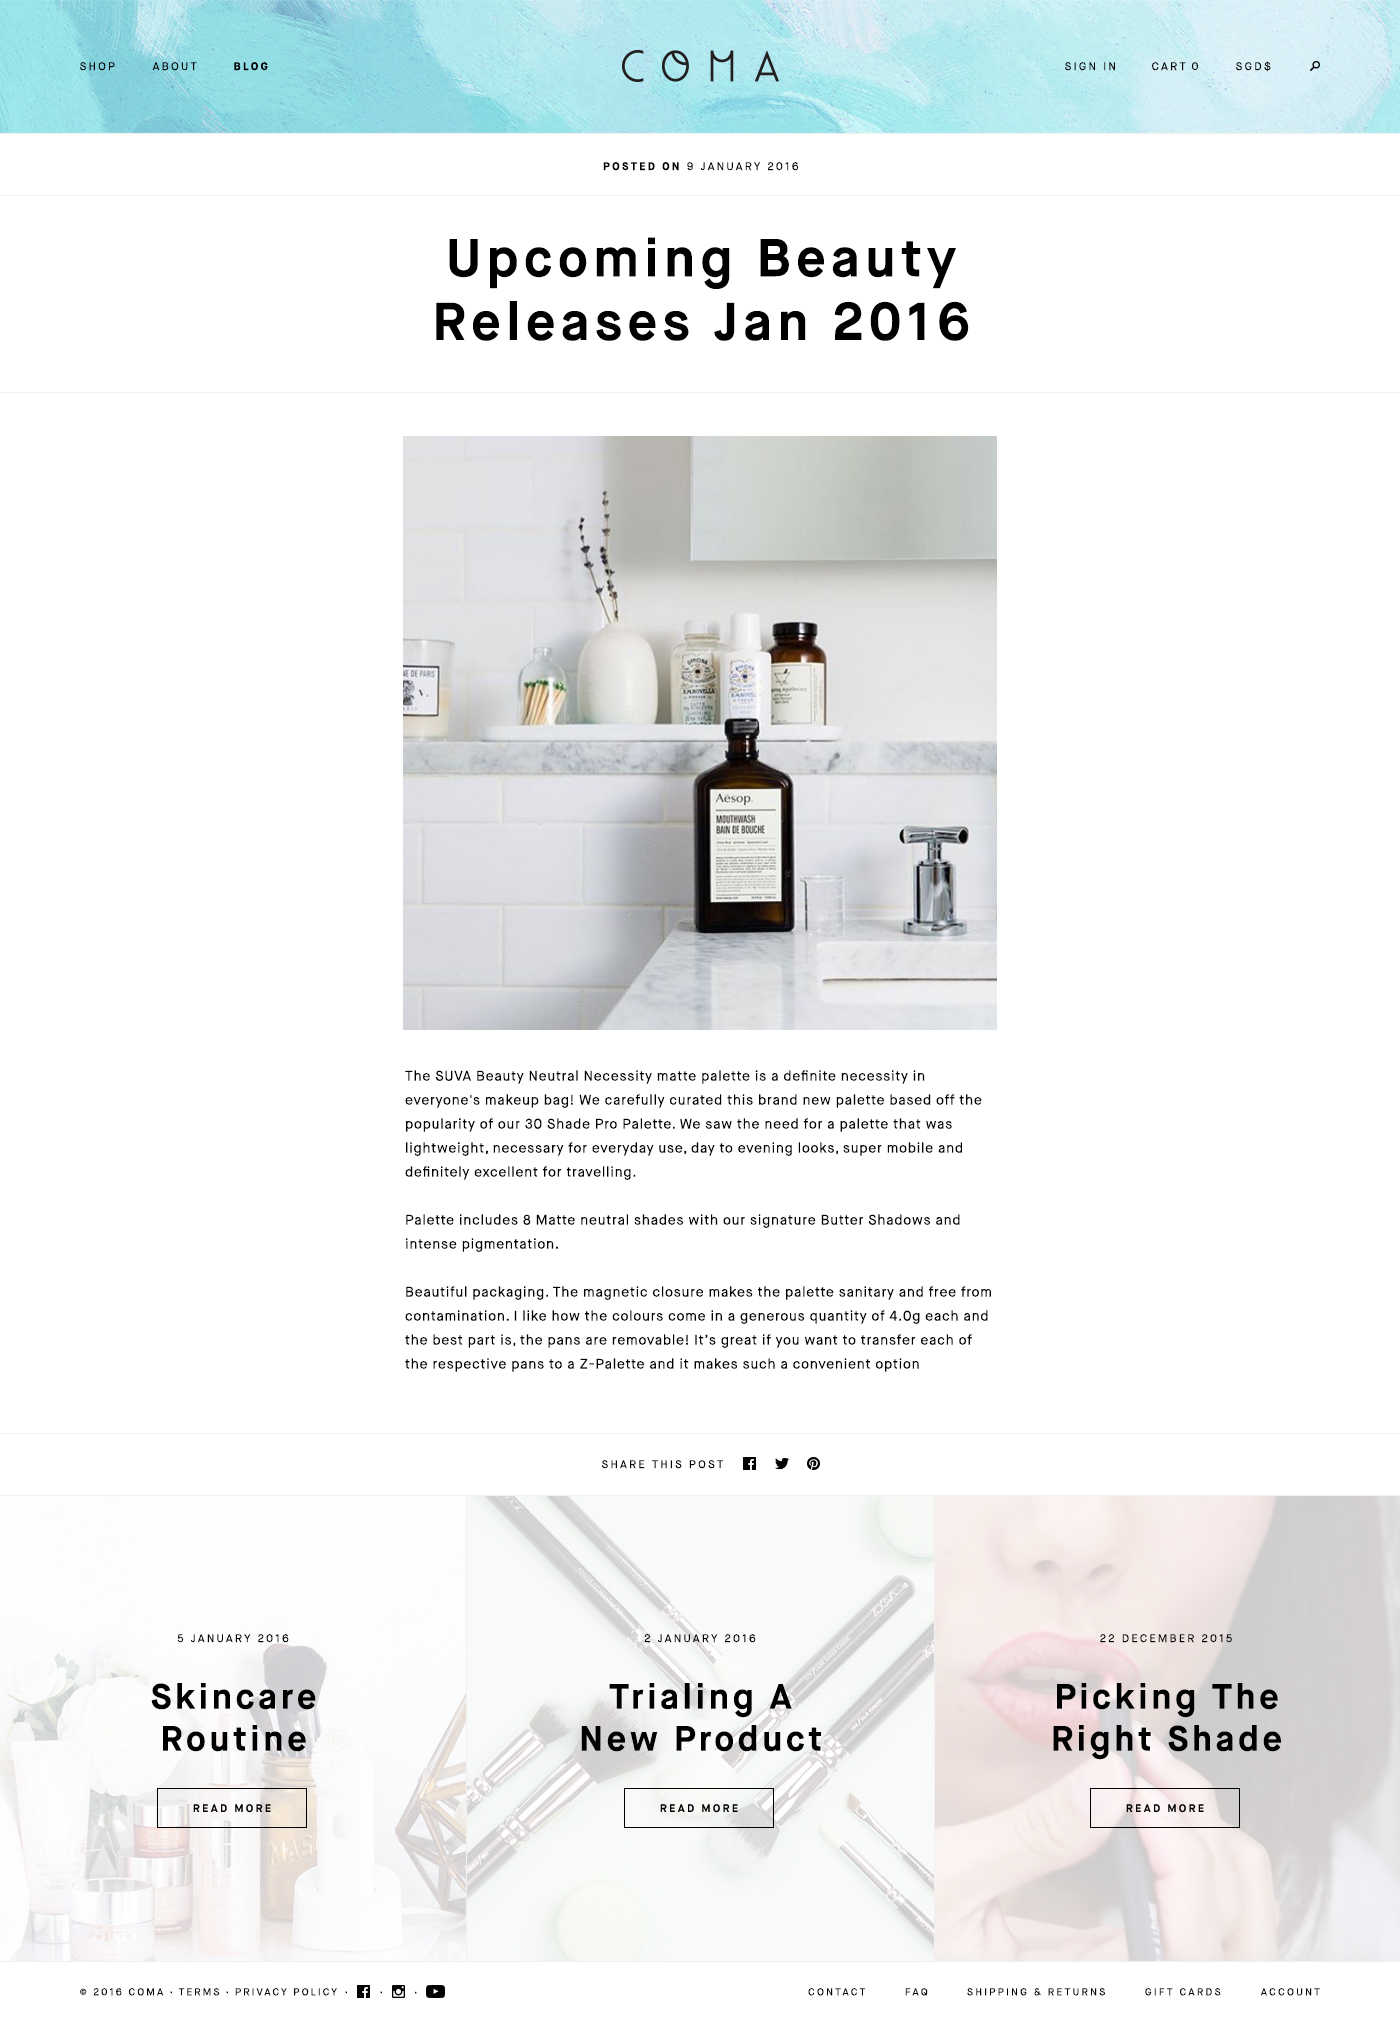 SHOP ABOUT BLOG COMA SIGN IN CART 0 SGD$
POSTED ON 9 JANUARY 2016
Upcoming Beauty
Releases Jan 2016
NE DE PARIS
OFFICINA
S.M.NOVELLA
Aēsop.
MOUTHWASH
BAIN DE BOUCHE
The SUVA Beauty Neutral Necessity matte palette is a definite necessity in
everyone's makeup bag! We carefully curated this brand new palette based off the
popularity of our 30 Shade Pro Palette. We saw the need for a palette that was
lightweight, necessary for everyday use, day to evening looks, super mobile and
definitely excellent for travelling.
Palette includes 8 Matte neutral shades with our signature Butter Shadows and
intense pigmentation.
Beautiful packaging. The magnetic closure makes the palette sanitary and free from
contamination. I like how the colours come in a generous quantity of 4.0g each and
the best part is, the pans are removable! It's great if you want to transfer each of
the respective pans to a Z-Palette and it makes such a convenient option
SHARE THIS POST
5 JANUARY 2016
Skincare
Routine
READ MORE
MAS
2 JANUARY 2016
Trialing A
New Product
READ MORE
22 DECEMBER 2015
Picking The
Right Shade
READ MORE
© 2016 COMA · TERMS · PRIVACY POLICY · · ·
CONTACT FAQ SHIPPING & RETURNS GIFT CARDS ACCOUNT